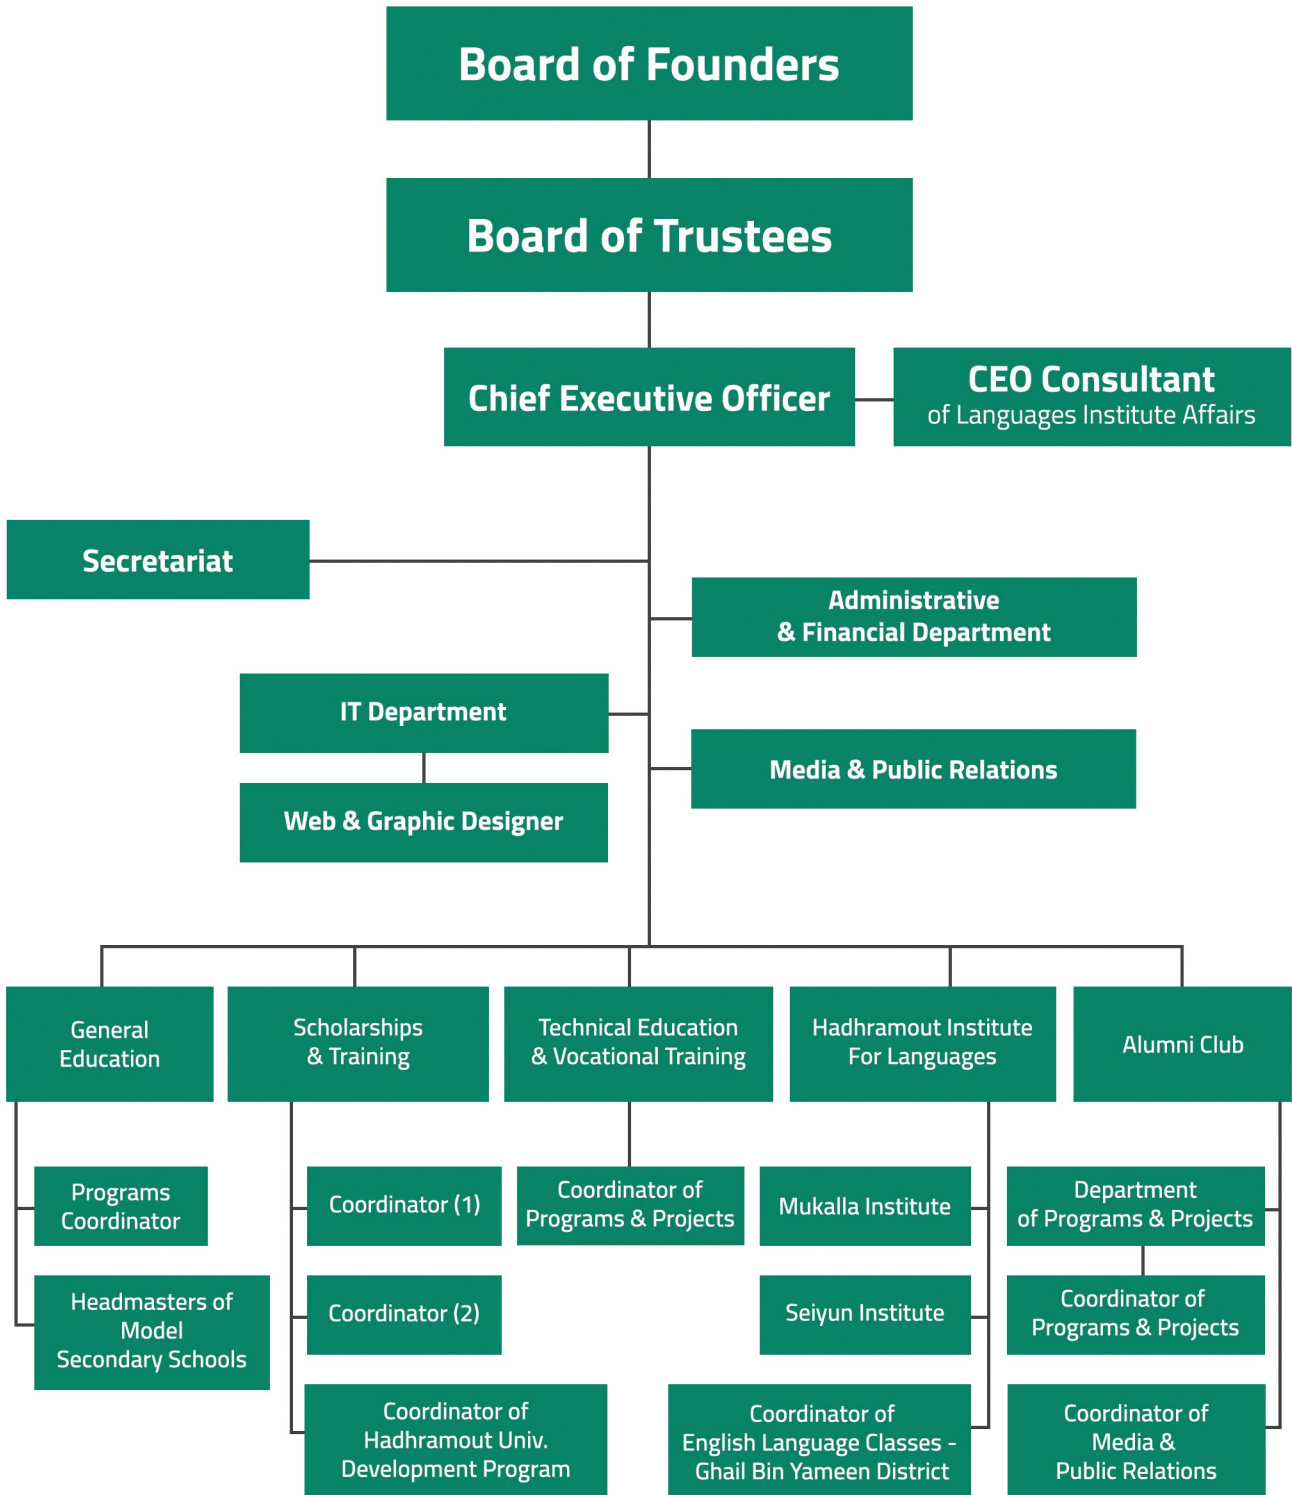 Board of Founders
Board of Trustees
Chief Executive Officer
CEO Consultant
of Languages Institute Affairs
Secretariat
Administrative
& Financial Department
IT Department
Media & Public Relations
Web & Graphic Designer
General
Education
Scholarships
& Training
Technical Education
& Vocational Training
Hadhramout Institute
For Languages
Alumni Club
Programs
Coordinator
Headmasters of
Model
Secondary Schools
Coordinator (1)
Coordinator (2)
Coordinator of
Hadhramout Univ.
Development Program
Coordinator of
Programs & Projects
Mukalla Institute
Seiyun Institute
Coordinator of
English Language Classes -
Ghail Bin Yameen District
Department
of Programs & Projects
Coordinator of
Programs & Projects
Coordinator of
Media &
Public Relations